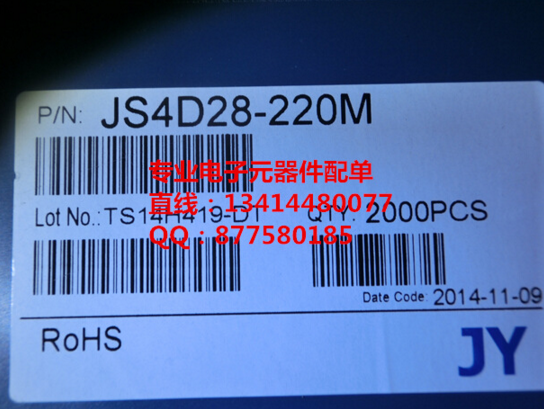 P/N: JS4D28-220M
专业电子元器件配单
直线：13414480077
Lot No.: TS14H419-D1 QTY: 2000PCS
QQ：877580185
Date Code: 2014-11-09
RoHS
JY